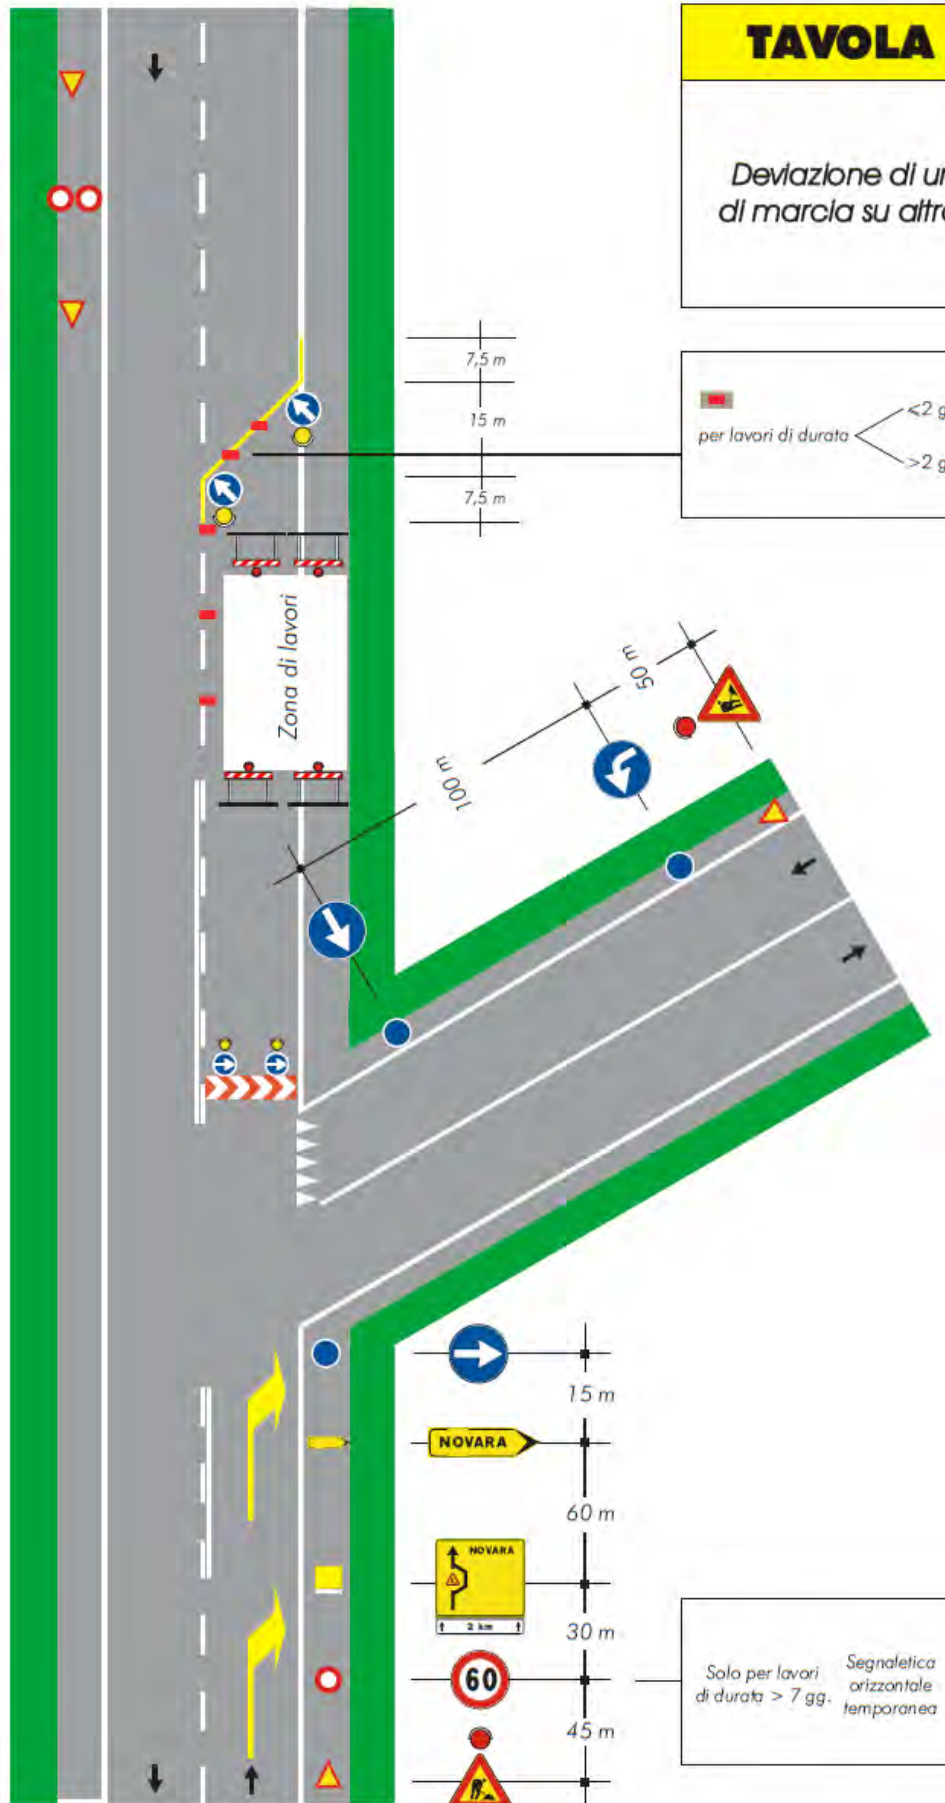 TAVOLA
Deviazione di un
di marcia su altra
7,5 m
15 m
7,5 m
per lavori di durata
<2 g
>2 g
Zona di lavori
50 m
100 m
15 m
NOVARA
60 m
NOVARA
2 km
30 m
60
45 m
Solo per lavori
di durata > 7 gg.
Segnaletica
orizzontale
temporanea